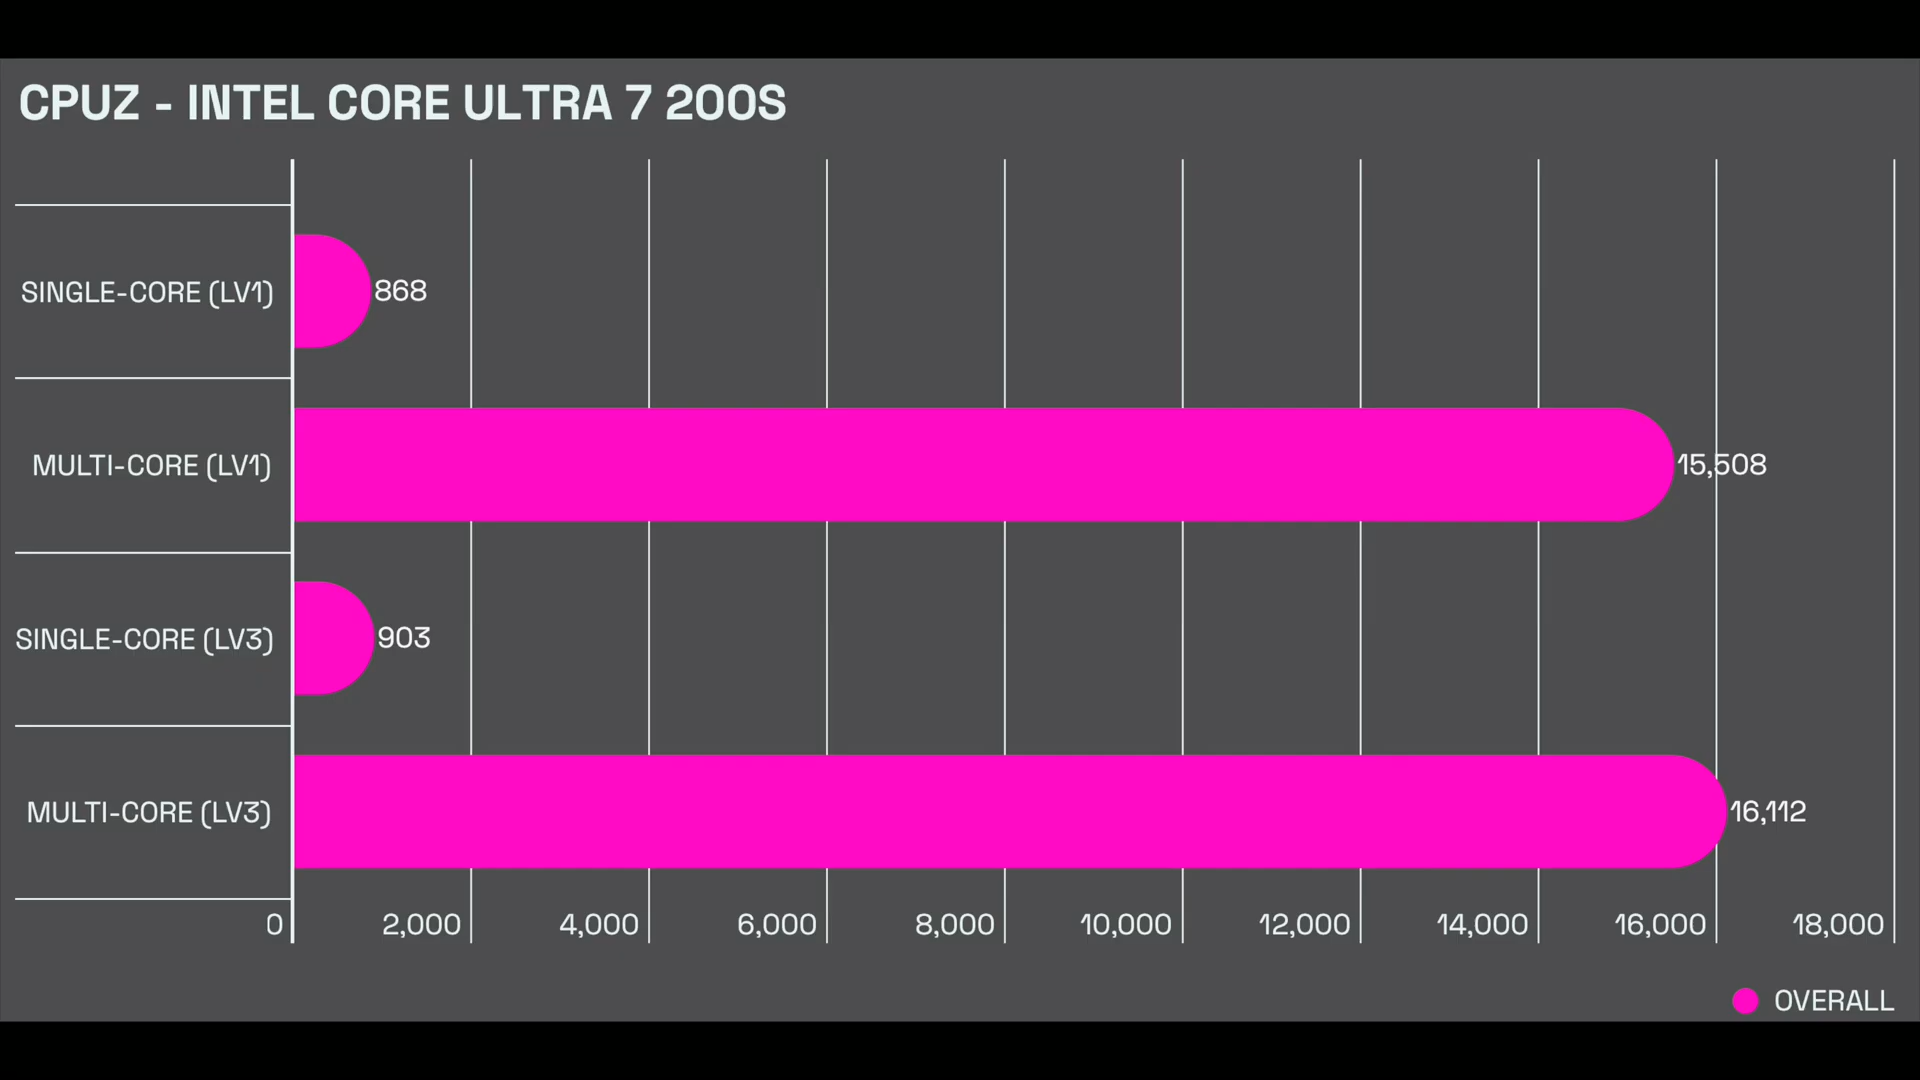 CPUZ - INTEL CORE ULTRA 7 200S
SINGLE-CORE (LV1)
868
MULTI-CORE (LV1)
15,508
SINGLE-CORE (LV3)
903
MULTI-CORE (LV3)
16,112
0 2,000 4,000 6,000 8,000 10,000 12,000 14,000 16,000 18,000
OVERALL